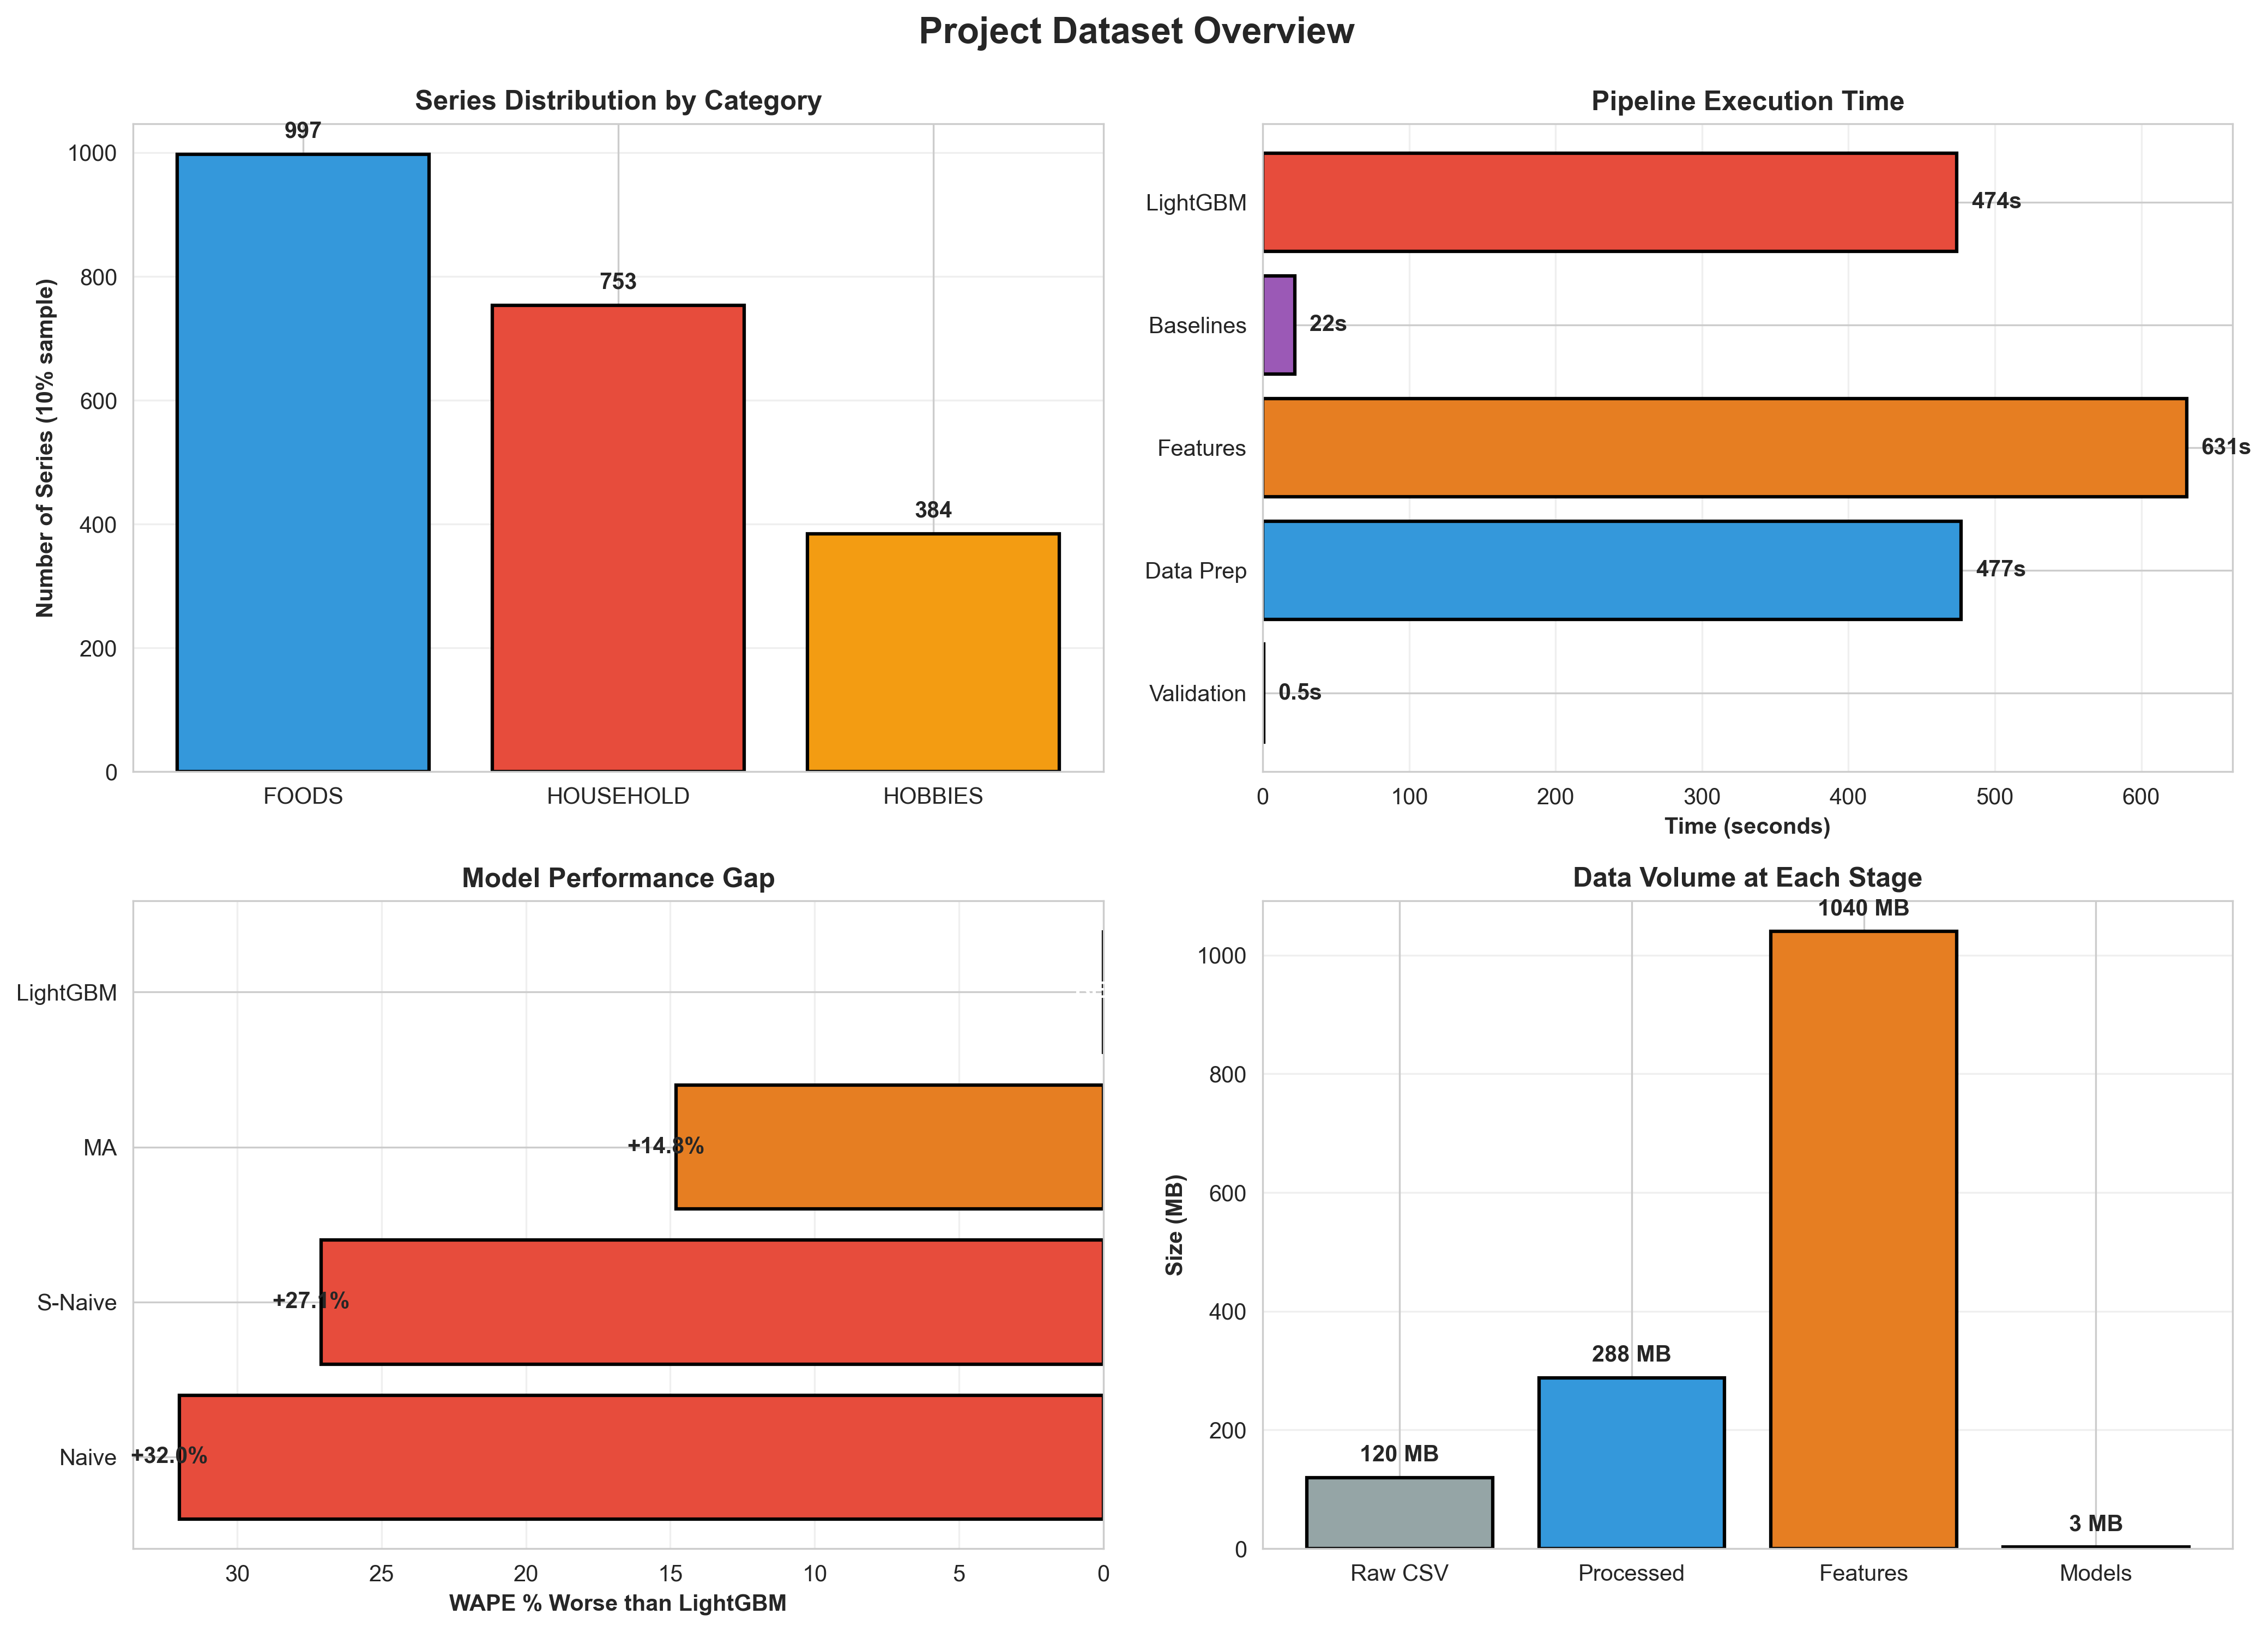 Project Dataset Overview
Series Distribution by Category
Number of Series (10% sample)
1000
800
600
400
200
0
997
753
384
FOODS
HOUSEHOLD
HOBBIES
Pipeline Execution Time
LightGBM
474s
Baselines
22s
Features
631s
Data Prep
477s
Validation
0.5s
0
100
200
300
400
500
600
Time (seconds)
Model Performance Gap
LightGBM
MA
+14.8%
S-Naive
+27.1%
Naive
+32.0%
30
25
20
15
10
5
0
WAPE % Worse than LightGBM
Data Volume at Each Stage
Size (MB)
1000
800
600
400
200
0
120 MB
288 MB
1040 MB
3 MB
Raw CSV
Processed
Features
Models